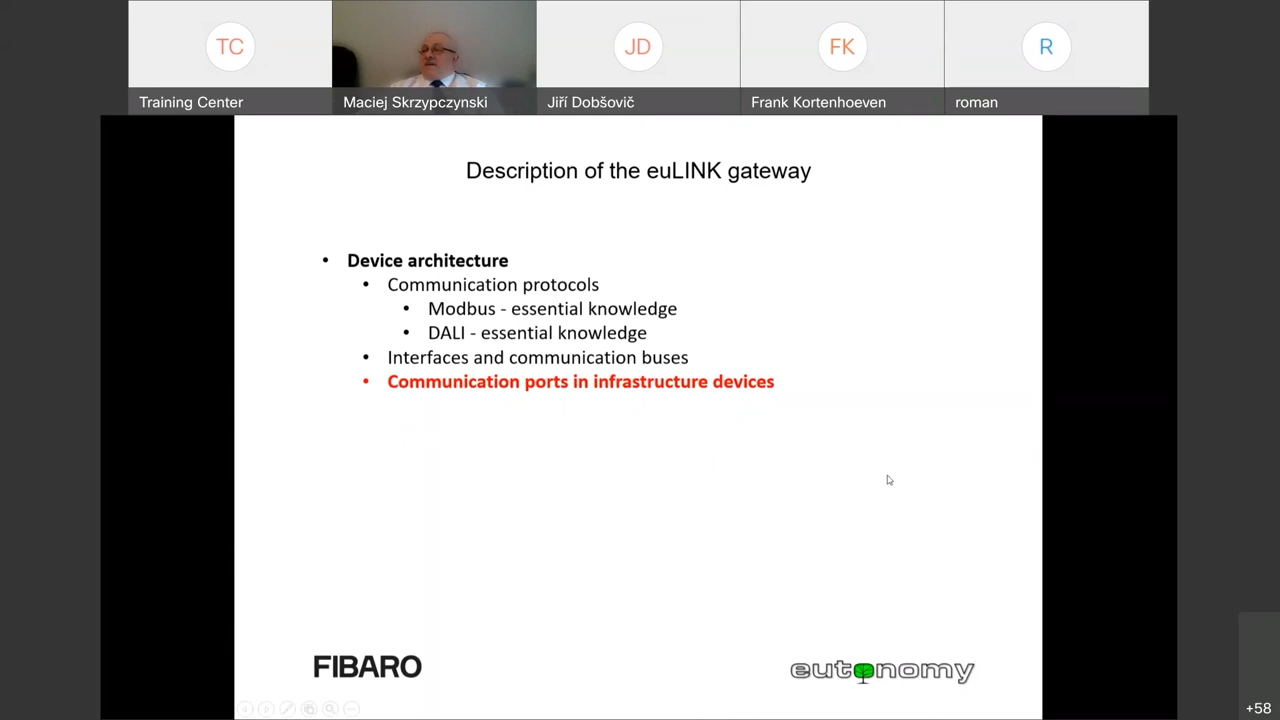 TC
JD
FK
R
Training Center
Maciej Skrzypczynski
Jiří Dobšovič
Frank Kortenhoeven
roman
Description of the euLINK gateway
• Device architecture
• Communication protocols
• Modbus - essential knowledge
• DALI - essential knowledge
• Interfaces and communication buses
• Communication ports in infrastructure devices
FIBARO
eutonomy
+58